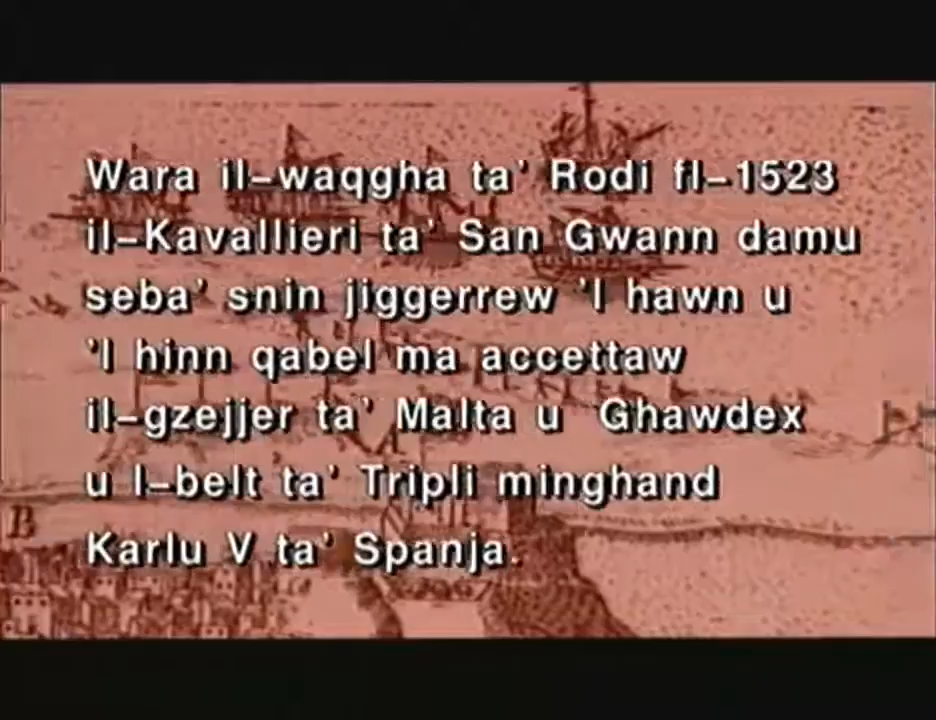 Wara il-waqgha ta' Rodi fl-1523
il-Kavallieri ta' San Gwann damu
seba' snin jiggerrew 'l hawn u
'l hinn qabel ma accettaw
il-gzejjer ta' Malta u Ghawdex
u l-belt ta' Tripli minghand
Karlu V ta' Spanja.
B